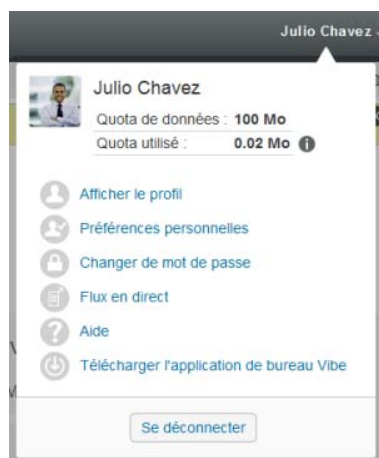 Julio Chavez
Julio Chavez
Quota de données : 100 Mo
Quota utilisé : 0.02 Mo
Afficher le profil
Préférences personnelles
Changer de mot de passe
Flux en direct
Aide
Télécharger l'application de bureau Vibe
Se déconnecter